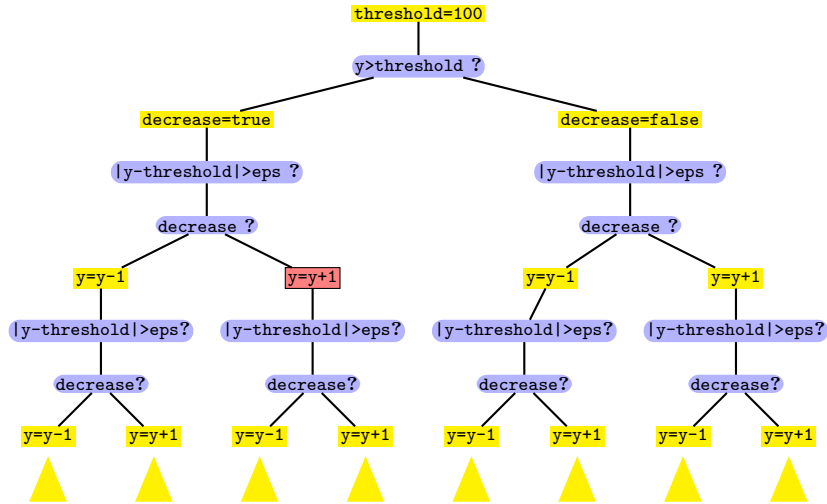 threshold=100
y>threshold ?
decrease=true decrease=false
|y-threshold|>eps ? |y-threshold|>eps ?
decrease ? decrease ?
y=y-1 y=y+1 y=y-1 y=y+1
|y-threshold|>eps? |y-threshold|>eps? |y-threshold|>eps? |y-threshold|>eps?
decrease? decrease? decrease? decrease?
y=y-1 y=y+1 y=y-1 y=y+1 y=y-1 y=y+1 y=y-1 y=y+1